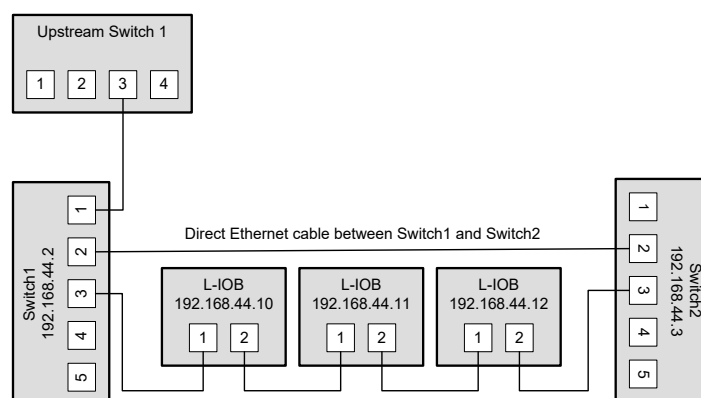 Upstream Switch 1
1 2 3 4
Switch1
192.168.44.2
1
2
3
4
5
Direct Ethernet cable between Switch1 and Switch2
L-IOB
192.168.44.10
1 2
L-IOB
192.168.44.11
1 2
L-IOB
192.168.44.12
1 2
1
2
3
4
5
Switch2
192.168.44.3